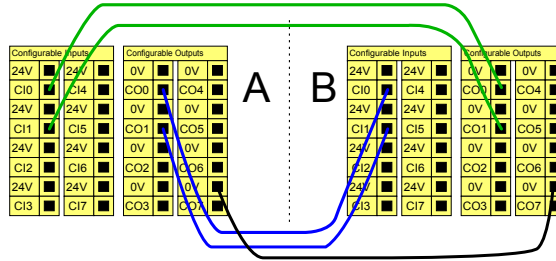 Configurable Inputs Configurable Outputs A B Configurable Inputs Configurable Outputs
24V 24V 0V 0V 24V 24V 0V 0V
CI0 CI4 CO0 CO4 CI0 CI4 CO0 CO4
24V 24V 0V 0V 24V 24V 0V 0V
CI1 CI5 CO1 CO5 CI1 CI5 CO1 CO5
24V 24V 0V 0V 24V 24V 0V 0V
CI2 CI6 CO2 CO6 CI2 CI6 CO2 CO6
24V 24V 0V 0V 24V 24V 0V 0V
CI3 CI7 CO3 CO7 CI3 CI7 CO3 CO7